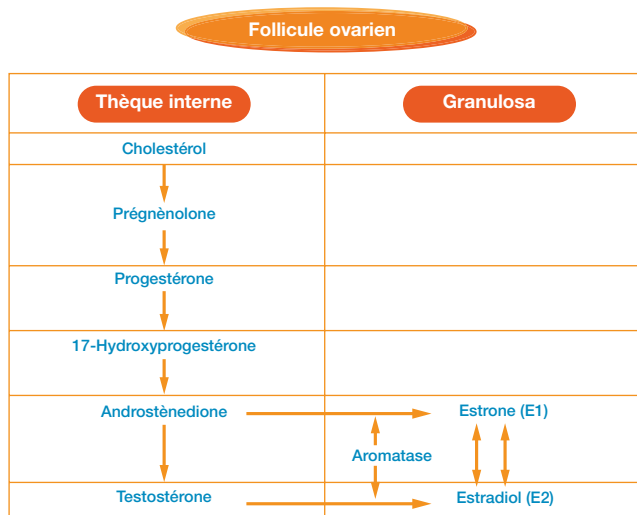 Follicule ovarien
Thèque interne
Granulosa
Cholestérol
Prégnènolone
Progestérone
17-Hydroxyprogestérone
Androstènedione
Estrone (E1)
Aromatase
Testostérone
Estradiol (E2)